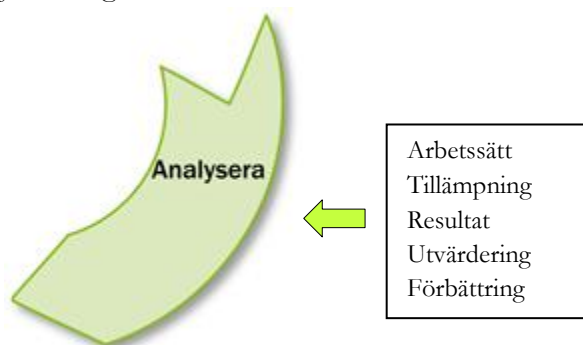 Analysera
Arbetssätt
Tillämpning
Resultat
Utvärdering
Förbättring